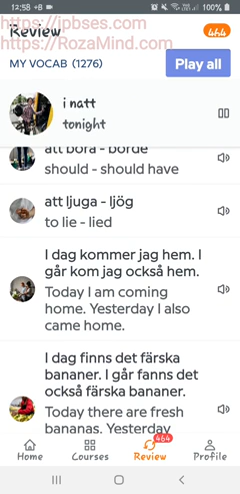 12:58 +B
100%
https://jpbses.com
https://RozaMind.com
Review
464
MY VOCAB (1276)
Play all
i natt
tonight
att böra - borde
should - should have
att ljuga - ljög
to lie - lied
I dag kommer jag hem. I
går kom jag också hem.
Today I am coming
home. Yesterday I also
came home.
I dag finns det färska
bananer. I går fanns det
också färska bananer.
Today there are fresh
bananas. Yesterday
464
Home
Courses
Review
Profile